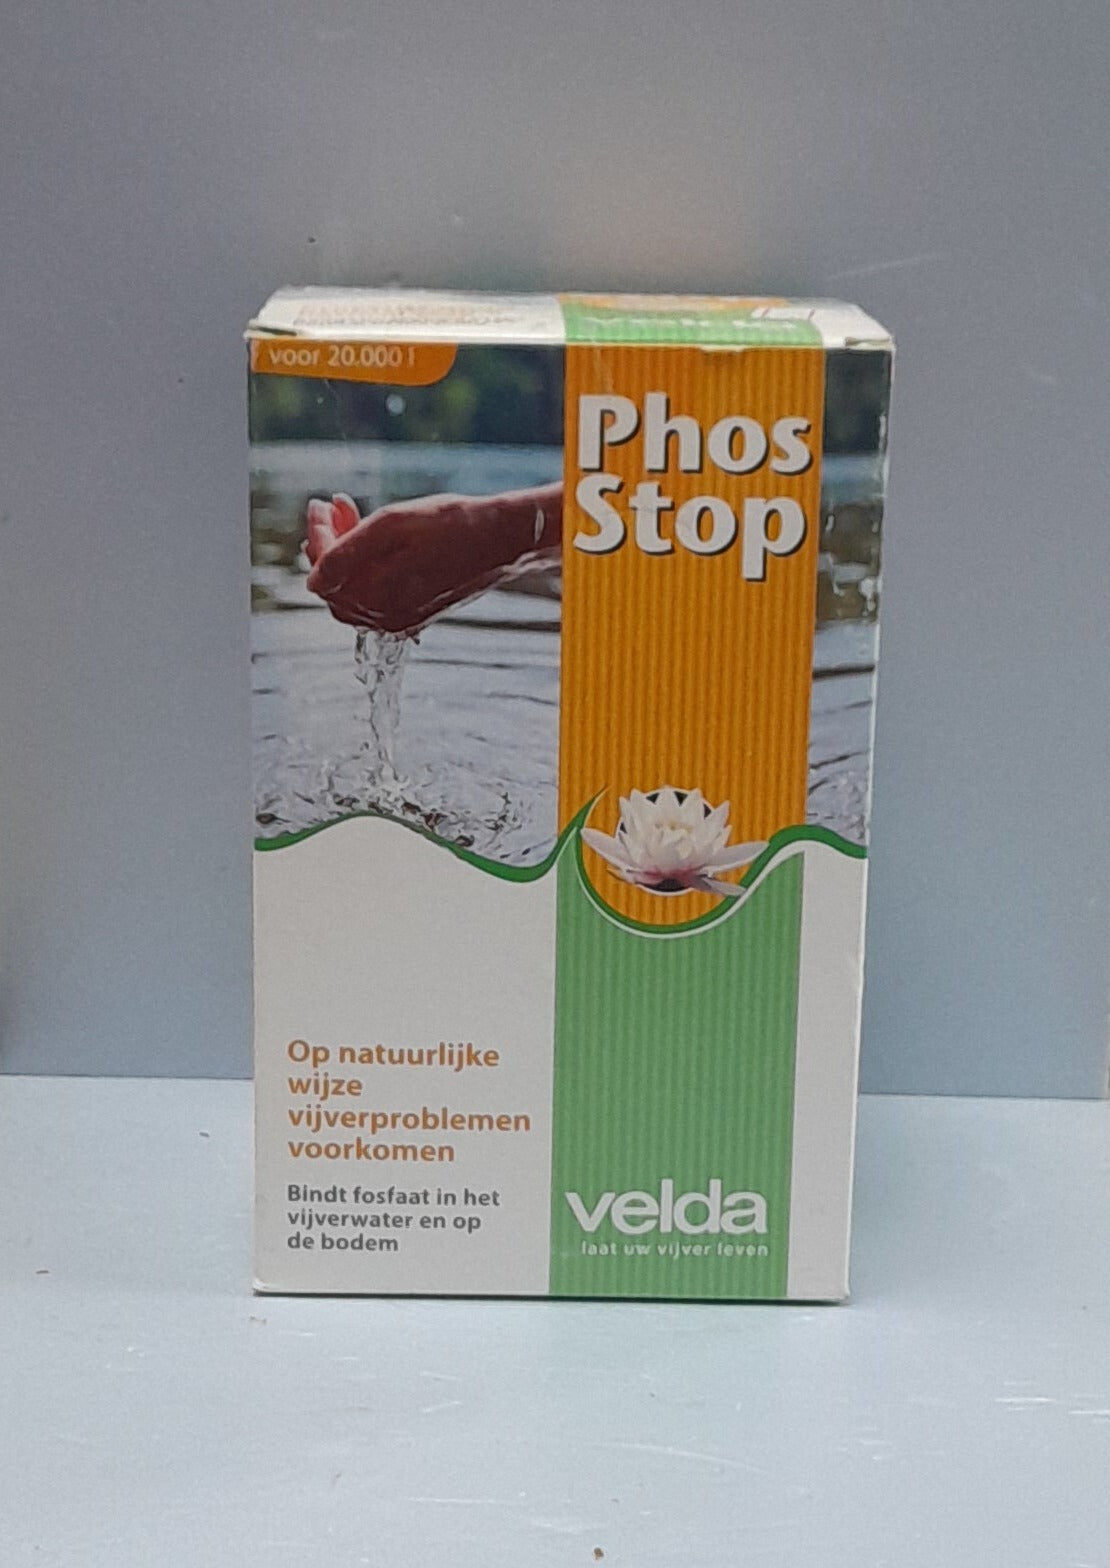 voor 20.000 l
Phos
Stop
Op natuurlijke
wijze
vijverproblemen
voorkomen
Bindt fosfaat in het
vijverwater en op
de bodem
velda
laat uw vijver leven